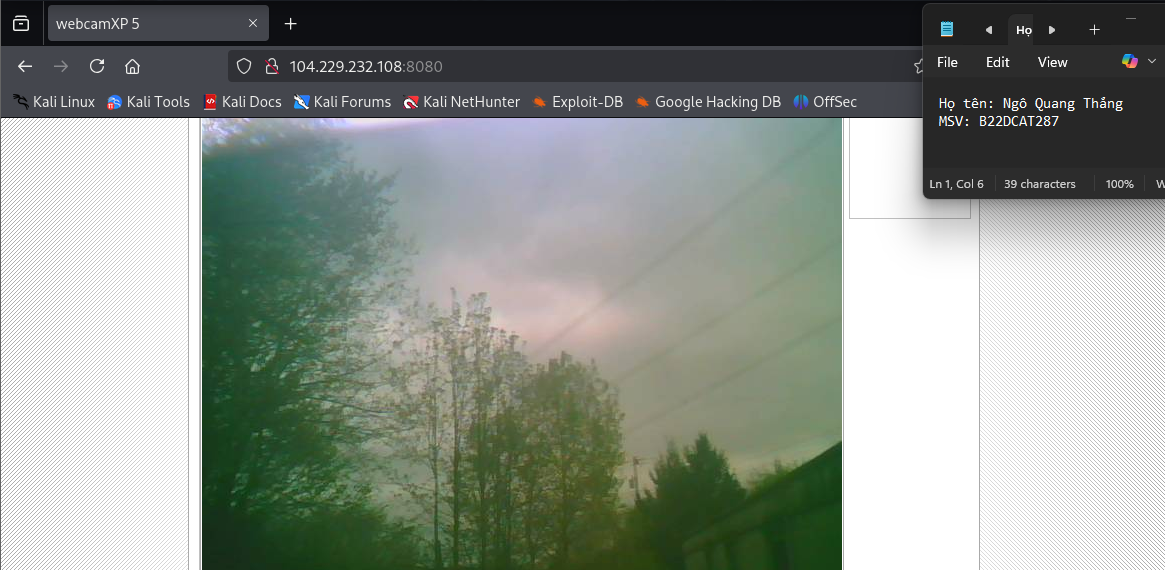 webcamXP 5
104.229.232.108:8080
Kali Linux
Kali Tools
Kali Docs
Kali Forums
Kali NetHunter
Exploit-DB
Google Hacking DB
OffSec
Họ
File Edit View
Họ tên: Ngô Quang Thắng
MSV: B22DCAT287
Ln 1, Col 6
39 characters
100%
W